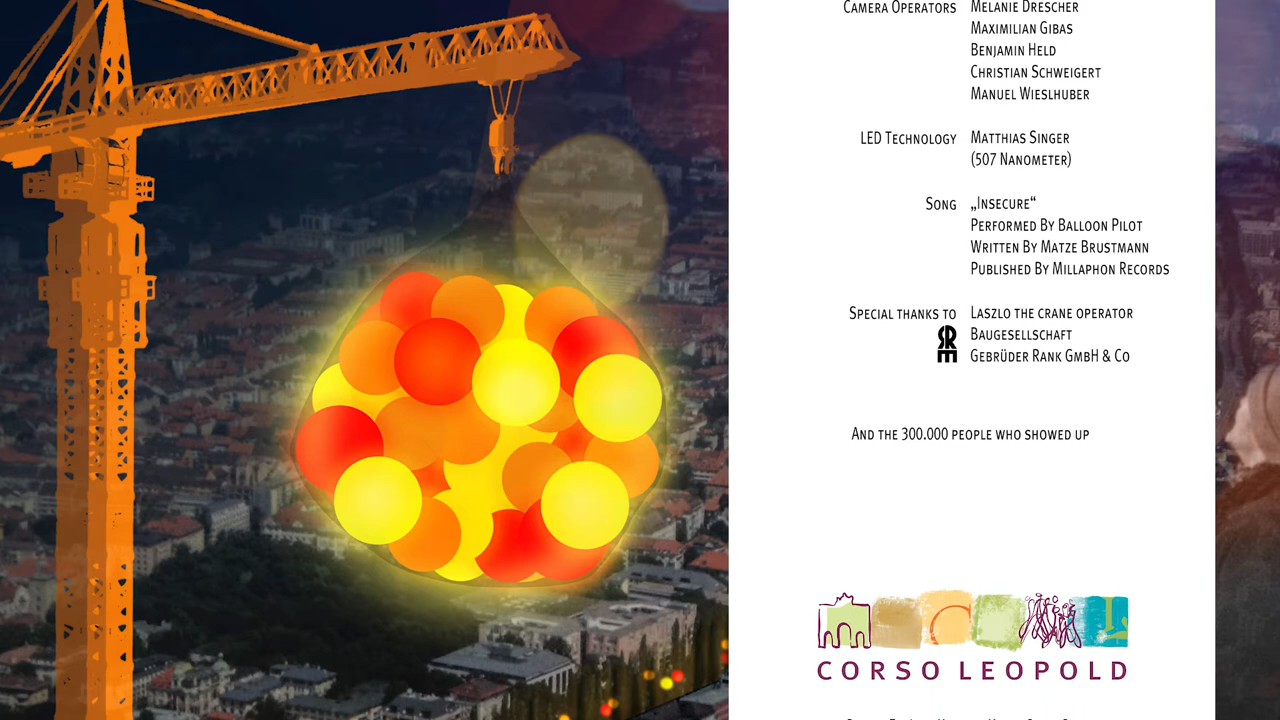 Camera Operators Melanie Drescher
Maximilian Gibas
Benjamin Held
Christian Schweigert
Manuel Wieslhuber
LED Technology Matthias Singer
(507 Nanometer)
Song „Insecure“
Performed By Balloon Pilot
Written By Matze Brustmann
Published By Millaphon Records
Special thanks to Laszlo the crane operator
Baugesellschaft
Gebrüder Rank GmbH & Co
And the 300.000 people who showed up
CORSO LEOPOLD